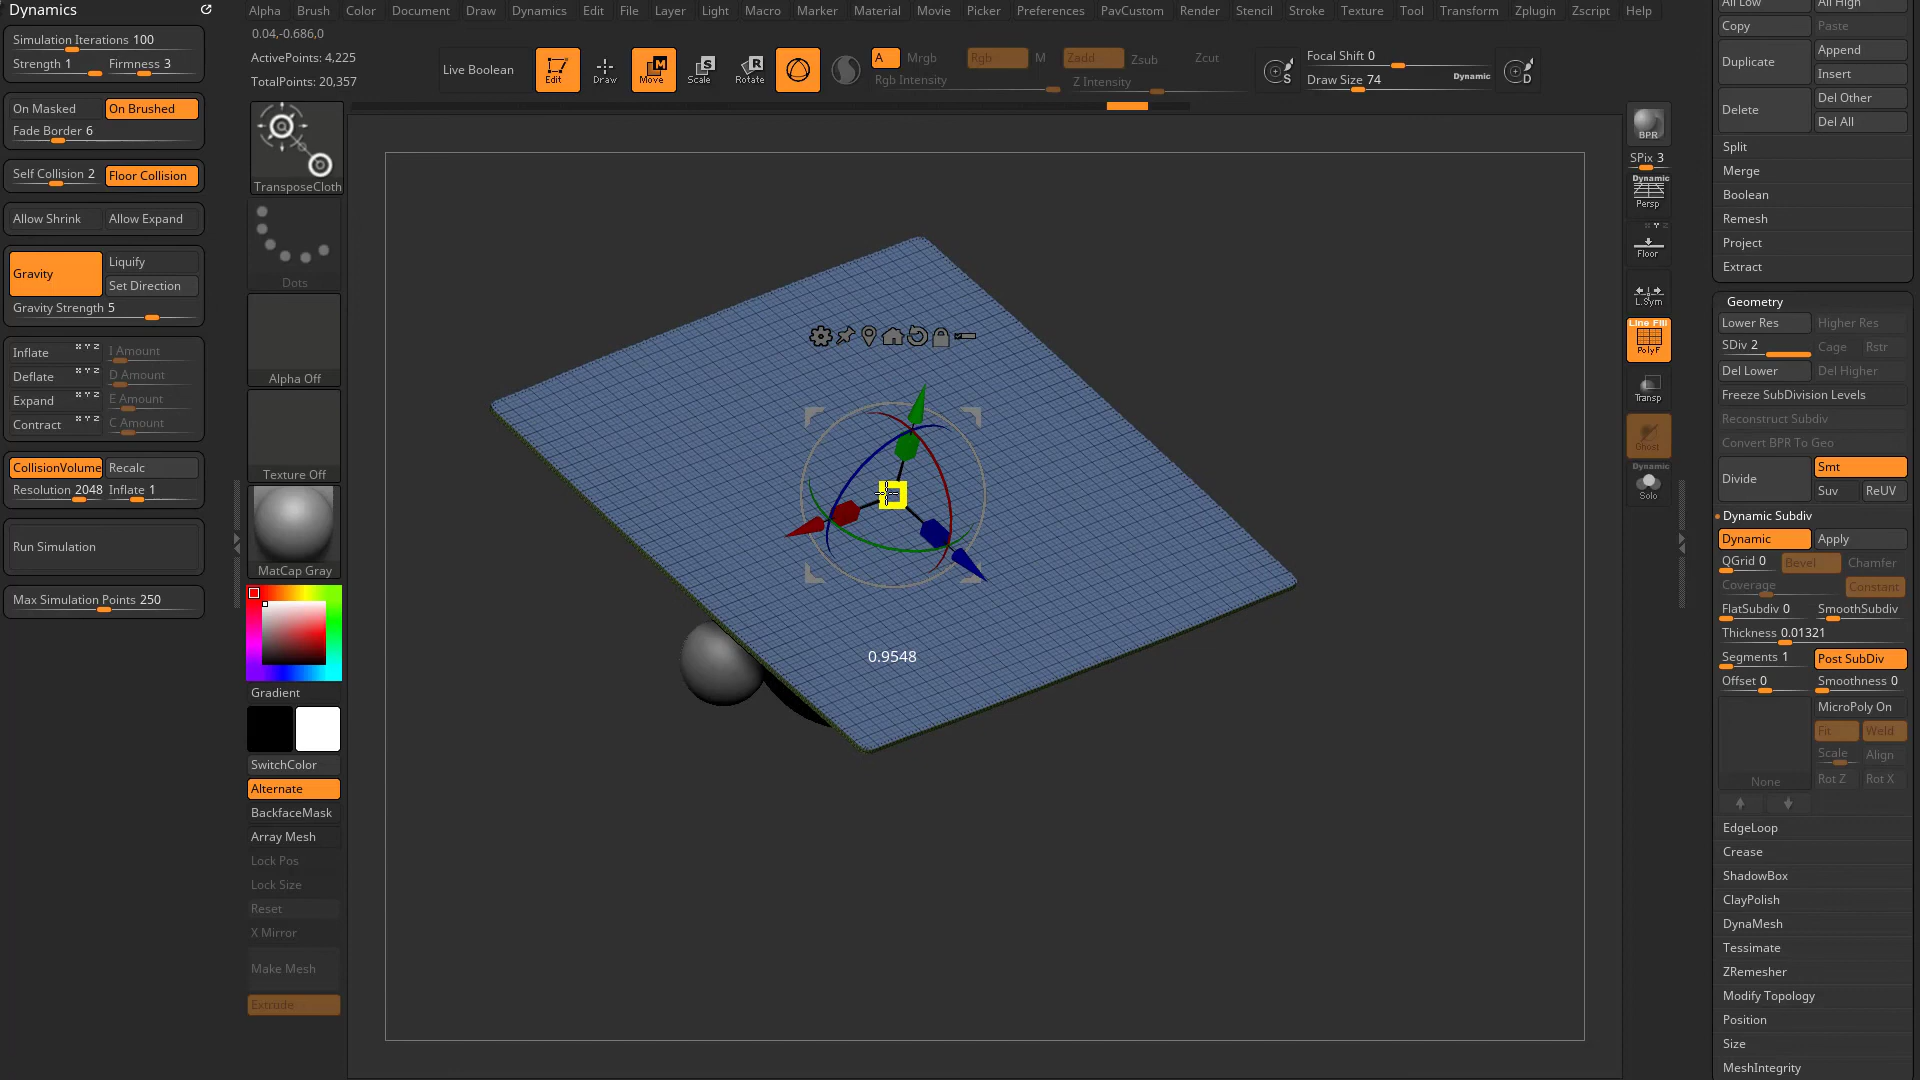 Dynamics
Alpha Brush Color Document Draw Dynamics Edit File Layer Light Macro Marker Material Movie Picker Preferences PavCustom Render Stencil Stroke Texture Tool Transform Zplugin Zscript Help
0.04,-0.686,0
ActivePoints: 4,225
TotalPoints: 20,357
Live Boolean
Edit
Draw
Move
Scale
Rotate
A Mrgb Rgb M Zadd Zsub Zcut
Rgb Intensity Z Intensity
S
Focal Shift 0
Draw Size 74 Dynamic
D
Simulation Iterations 100
Strength 1 Firmness 3
On Masked On Brushed
Fade Border 6
Self Collision 2 Floor Collision
Allow Shrink Allow Expand
Gravity
Liquify
Set Direction
Gravity Strength 5
Inflate X Y Z I Amount
Deflate X Y Z D Amount
Expand X Y Z E Amount
Contract X Y Z C Amount
CollisionVolume Recalc
Resolution 2048 Inflate 1
Run Simulation
Max Simulation Points 250
TransposeCloth
Dots
Alpha Off
Texture Off
MatCap Gray
Gradient
SwitchColor
Alternate
BackfaceMask
Array Mesh
Lock Pos
Lock Size
Reset
X Mirror
Make Mesh
Extrude
0.9548
BPR
SPix 3
Dynamic
Persp
Floor
L.Sym
Line Fill
PolyF
Transp
Ghost
Dynamic
Solo
All Low All High
Copy Paste
Duplicate
Append
Insert
Delete
Del Other
Del All
Split
Merge
Boolean
Remesh
Project
Extract
Geometry
Lower Res Higher Res
SDiv 2 Cage Rstr
Del Lower Del Higher
Freeze SubDivision Levels
Reconstruct Subdiv
Convert BPR To Geo
Divide
Smt
Suv ReUV
Dynamic Subdiv
Dynamic Apply
QGrid 0 Bevel Chamfer
Coverage Constant
FlatSubdiv 0 SmoothSubdiv
Thickness 0.01321
Segments 1 Post SubDiv
Offset 0 Smoothness 0
MicroPoly On
Fit Weld
Scale Align
None Rot Z Rot X
EdgeLoop
Crease
ShadowBox
ClayPolish
DynaMesh
Tessimate
ZRemesher
Modify Topology
Position
Size
MeshIntegrity